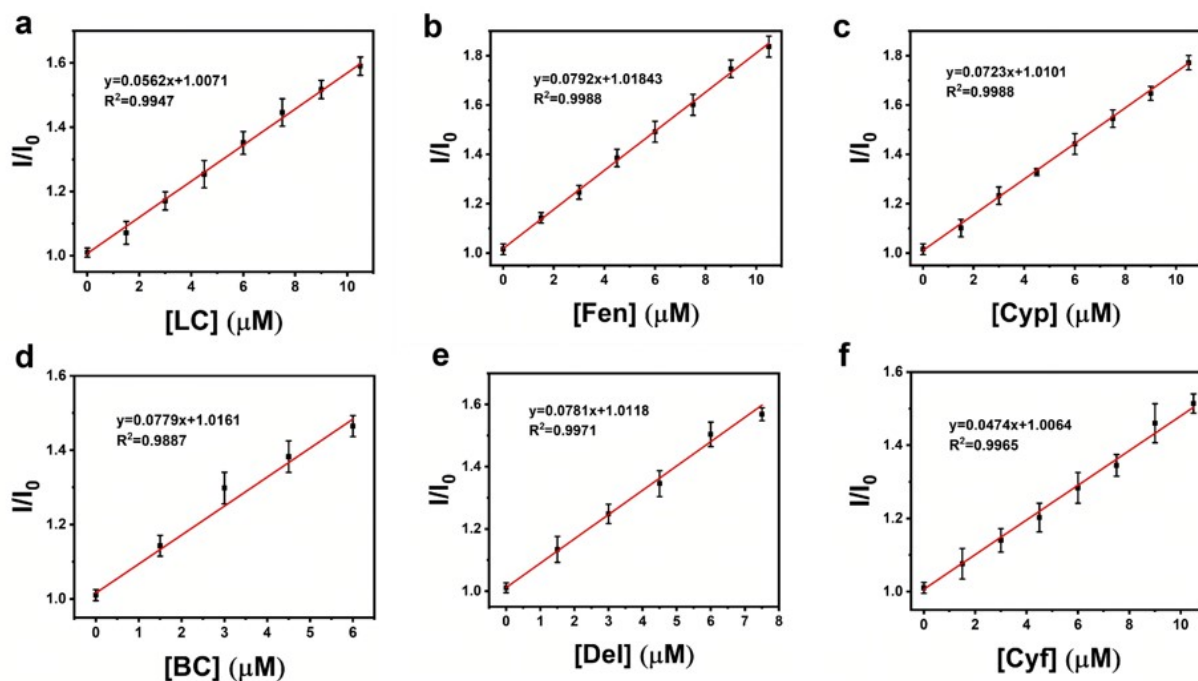 a
y=0.0562x+1.0071
R²=0.9947
I/I₀
1.6
1.4
1.2
1.0
0 2 4 6 8 10
[LC] (μM)
b
y=0.0792x+1.01843
R²=0.9988
I/I₀
1.8
1.6
1.4
1.2
1.0
0 2 4 6 8 10
[Fen] (μM)
c
y=0.0723x+1.0101
R²=0.9988
I/I₀
1.8
1.6
1.4
1.2
1.0
0 2 4 6 8 10
[Cyp] (μM)
d
y=0.0779x+1.0161
R²=0.9887
I/I₀
1.6
1.4
1.2
1.0
0 1 2 3 4 5 6
[BC] (μM)
e
y=0.0781x+1.0118
R²=0.9971
I/I₀
1.6
1.4
1.2
1.0
0 1 2 3 4 5 6 7 8
[Del] (μM)
f
y=0.0474x+1.0064
R²=0.9965
I/I₀
1.6
1.4
1.2
1.0
0 2 4 6 8 10
[Cyf] (μM)